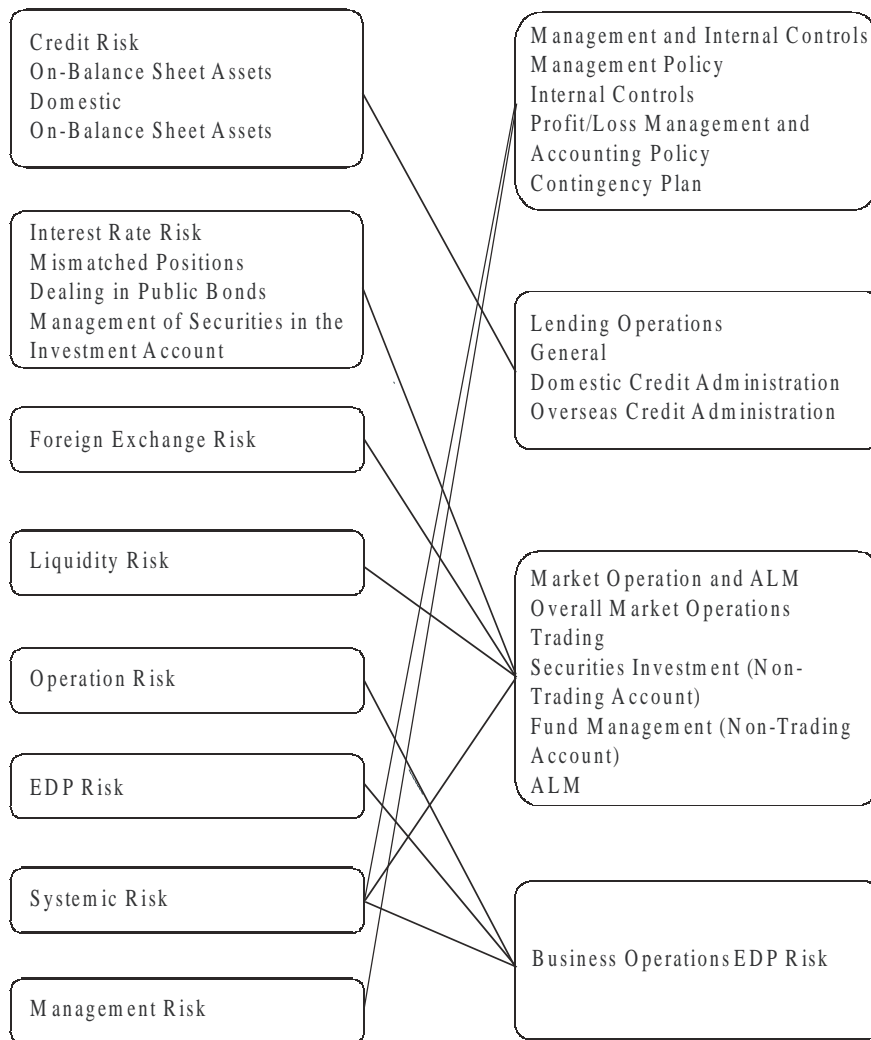 Credit Risk
On-Balance Sheet Assets
Domestic
On-Balance Sheet Assets
Interest Rate Risk
Mismatched Positions
Dealing in Public Bonds
Management of Securities in the
Investment Account
Foreign Exchange Risk
Liquidity Risk
Operation Risk
EDP Risk
Systemic Risk
Management Risk
Management and Internal Controls
Management Policy
Internal Controls
Profit/Loss Management and
Accounting Policy
Contingency Plan
Lending Operations
General
Domestic Credit Administration
Overseas Credit Administration
Market Operation and ALM
Overall Market Operations
Trading
Securities Investment (Non-
Trading Account)
Fund Management (Non-Trading
Account)
ALM
Business Operations EDP Risk